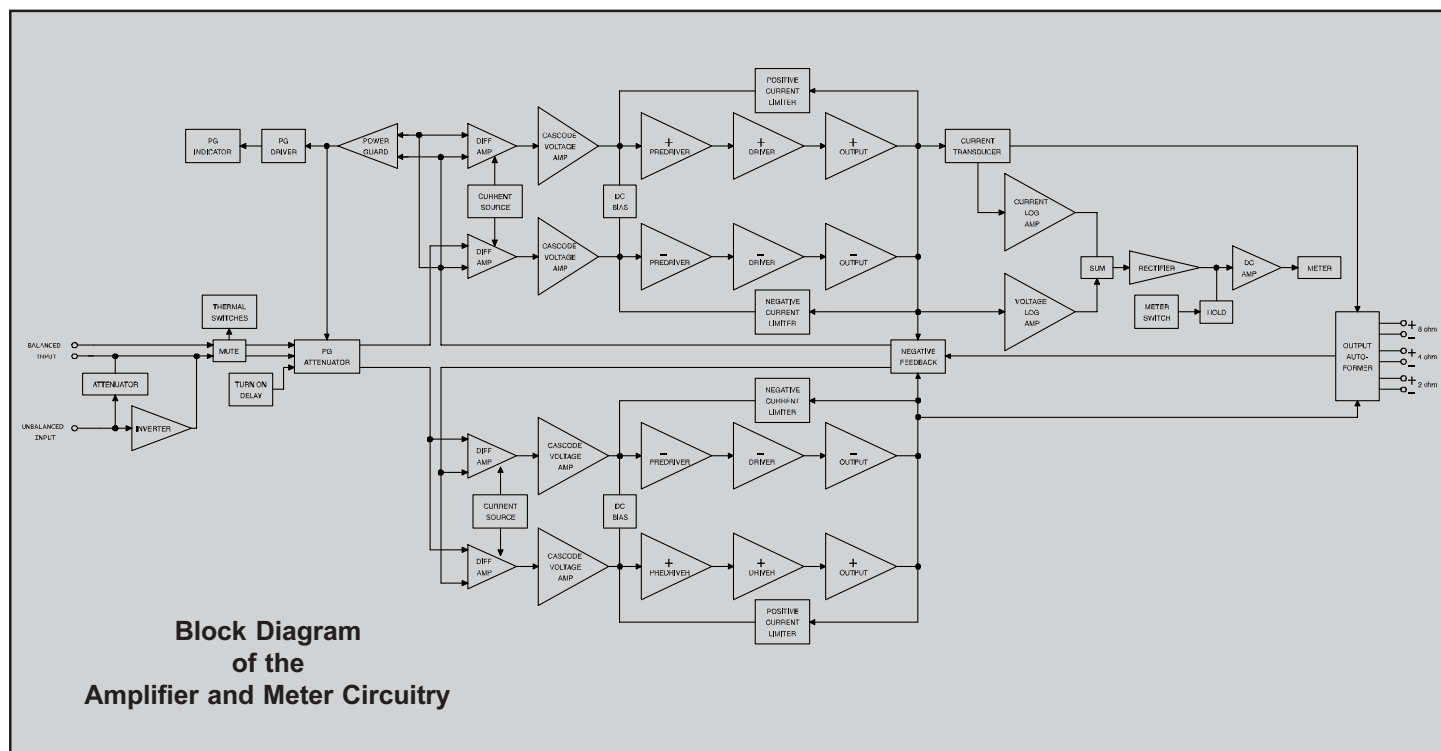 POSITIVE
CURRENT
LIMITER
PG
INDICATOR
PG
DRIVER
POWER
GUARD
DIFF
AMP
CASCODE
VOLTAGE
AMP
+
PREDRIVER
+
DRIVER
+
OUTPUT
CURRENT
TRANSDUCER
CURRENT
SOURCE
DC
BIAS
CURRENT
LOG
AMP
DIFF
AMP
CASCODE
VOLTAGE
AMP
−
PREDRIVER
−
DRIVER
−
OUTPUT
SUM
RECTIFIER
DC
AMP
METER
NEGATIVE
CURRENT
LIMITER
VOLTAGE
LOG
AMP
METER
SWITCH
HOLD
THERMAL
SWITCHES
BALANCED
INPUT
+
−
MUTE
PG
ATTENUATOR
NEGATIVE
FEEDBACK
OUTPUT
AUTO-
FORMER
+ 8 ohm
−
+ 4 ohm
−
+ 2 ohm
−
ATTENUATOR
TURN ON
DELAY
UNBALANCED
INPUT
INVERTER
NEGATIVE
CURRENT
LIMITER
DIFF
AMP
CASCODE
VOLTAGE
AMP
−
PREDRIVER
−
DRIVER
−
OUTPUT
CURRENT
SOURCE
DC
BIAS
DIFF
AMP
CASCODE
VOLTAGE
AMP
+
PREDRIVER
+
DRIVER
+
OUTPUT
POSITIVE
CURRENT
LIMITER
Block Diagram
of the
Amplifier and Meter Circuitry